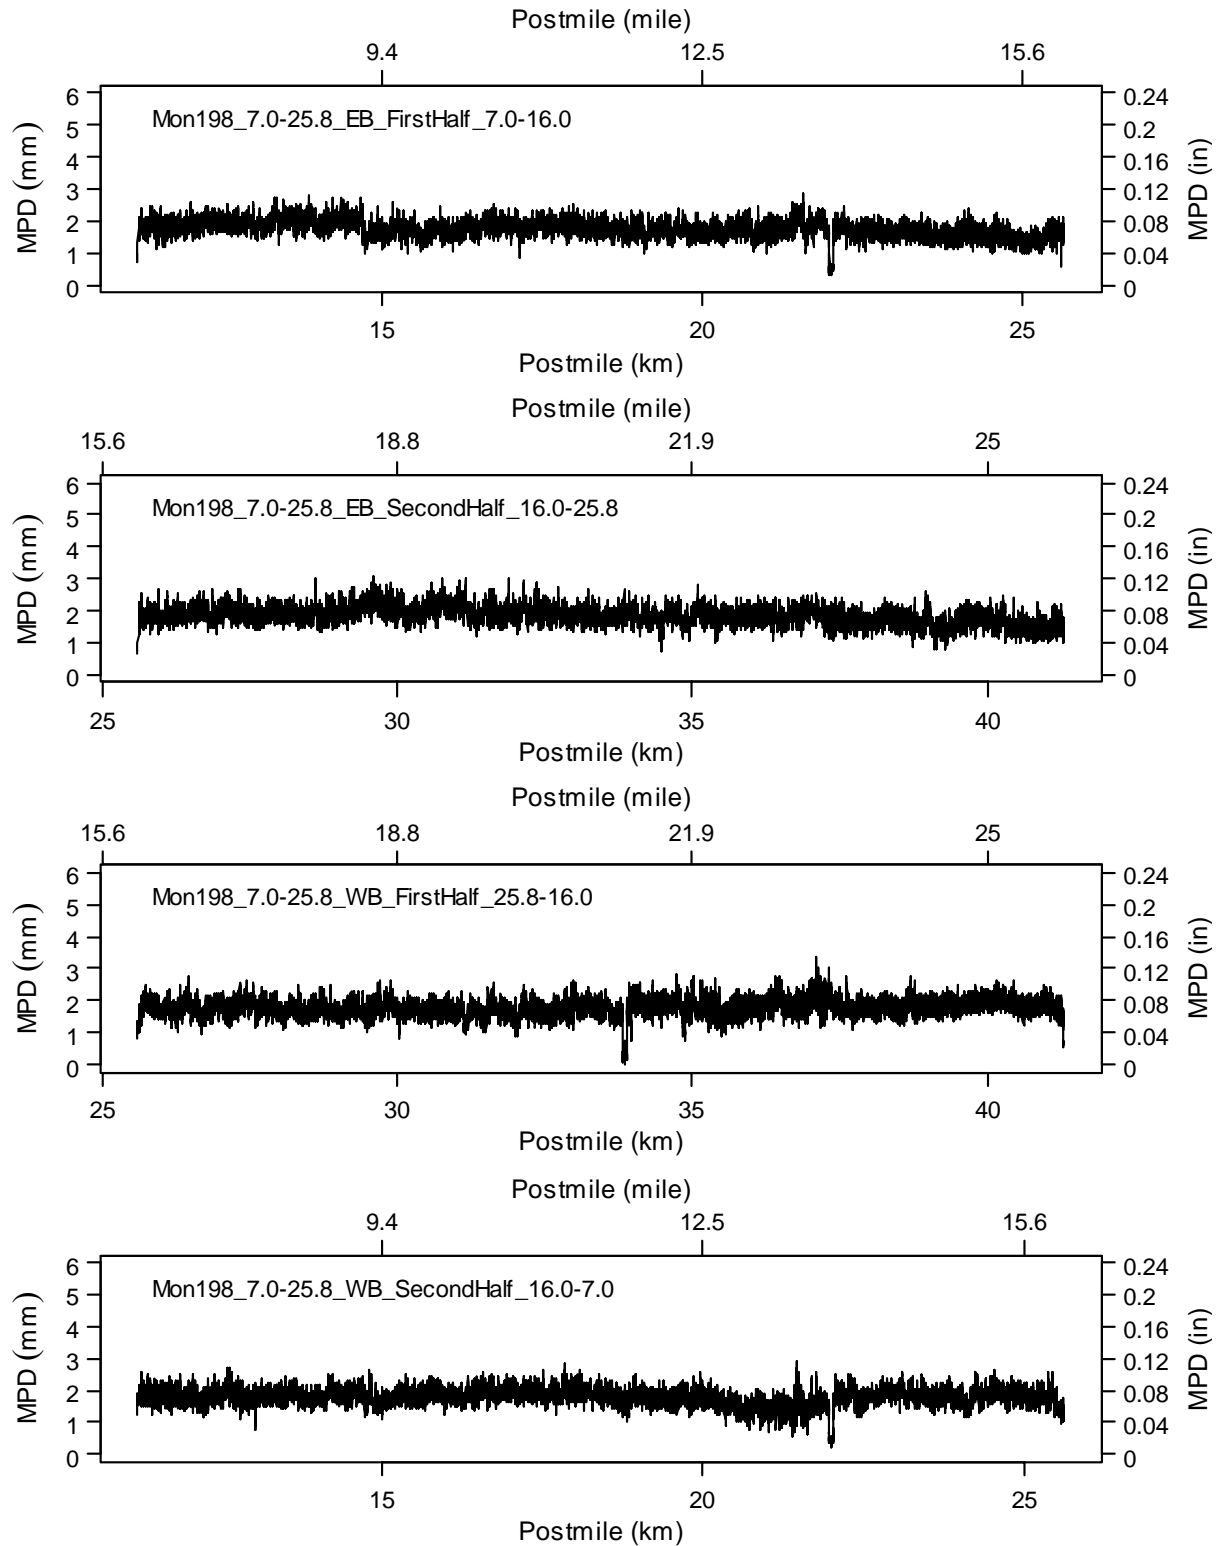 Postmile (mile)
9.4 12.5 15.6
Mon198_7.0-25.8_EB_FirstHalf_7.0-16.0
MPD (mm)
6
5
4
3
2
1
0
0.24
0.2
0.16
0.12
0.08
0.04
0
MPD (in)
15 20 25
Postmile (km)
Postmile (mile)
15.6 18.8 21.9 25
Mon198_7.0-25.8_EB_SecondHalf_16.0-25.8
MPD (mm)
6
5
4
3
2
1
0
0.24
0.2
0.16
0.12
0.08
0.04
0
MPD (in)
25 30 35 40
Postmile (km)
Postmile (mile)
15.6 18.8 21.9 25
Mon198_7.0-25.8_WB_FirstHalf_25.8-16.0
MPD (mm)
6
5
4
3
2
1
0
0.24
0.2
0.16
0.12
0.08
0.04
0
MPD (in)
25 30 35 40
Postmile (km)
Postmile (mile)
9.4 12.5 15.6
Mon198_7.0-25.8_WB_SecondHalf_16.0-7.0
MPD (mm)
6
5
4
3
2
1
0
0.24
0.2
0.16
0.12
0.08
0.04
0
MPD (in)
15 20 25
Postmile (km)